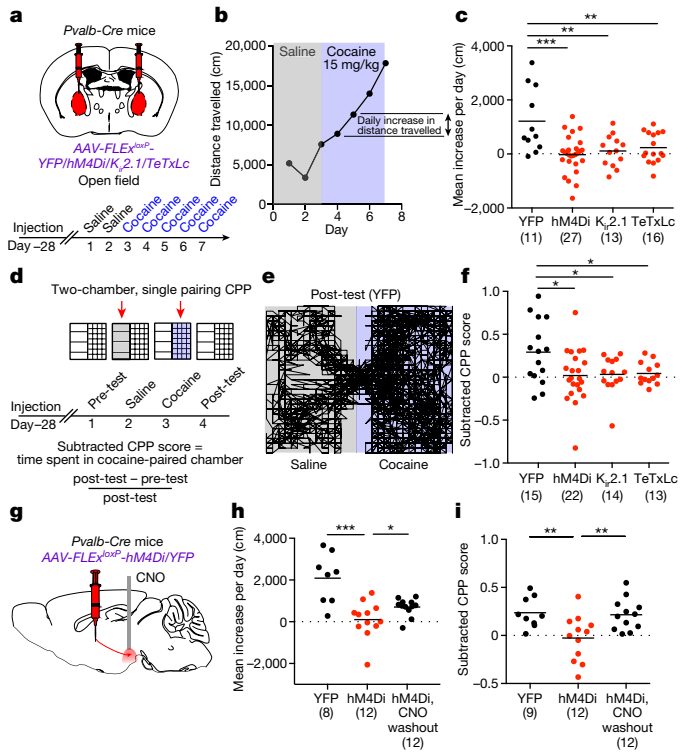 a
Pvalb-Cre mice
AAV-FLEx^loxP-
YFP/hM4Di/K_ir2.1/TeTxLc
Open field
Injection
Saline
Saline
Cocaine
Cocaine
Cocaine
Cocaine
Cocaine
Day –28
1 2 3 4 5 6 7
b
Distance travelled (cm)
20,000
15,000
10,000
5,000
0
Saline
Cocaine
15 mg/kg
Daily increase in
distance travelled
0 2 4 6 8
Day
c
Mean increase per day (cm)
4,000
2,000
0
–2,000
**
**
***
YFP hM4Di K_ir2.1 TeTxLc
(11) (27) (13) (16)
d
Two-chamber, single pairing CPP
Injection
Pre-test
Saline
Cocaine
Post-test
Day–28
1 2 3 4
Subtracted CPP score =
time spent in cocaine-paired chamber
post-test – pre-test
post-test
e
Post-test (YFP)
Saline Cocaine
f
Subtracted CPP score
1.0
0.5
0
–0.5
–1.0
*
*
*
YFP hM4Di K_ir2.1 TeTxLc
(15) (22) (14) (13)
g
Pvalb-Cre mice
AAV-FLEx^loxP-hM4Di/YFP
CNO
h
Mean increase per day (cm)
4,000
2,000
0
–2,000
*** *
YFP hM4Di hM4Di,
(8) (12) CNO
washout
(12)
i
Subtracted CPP score
1.0
0.5
0
–0.5
** **
YFP hM4Di hM4Di,
(9) (12) CNO
washout
(12)